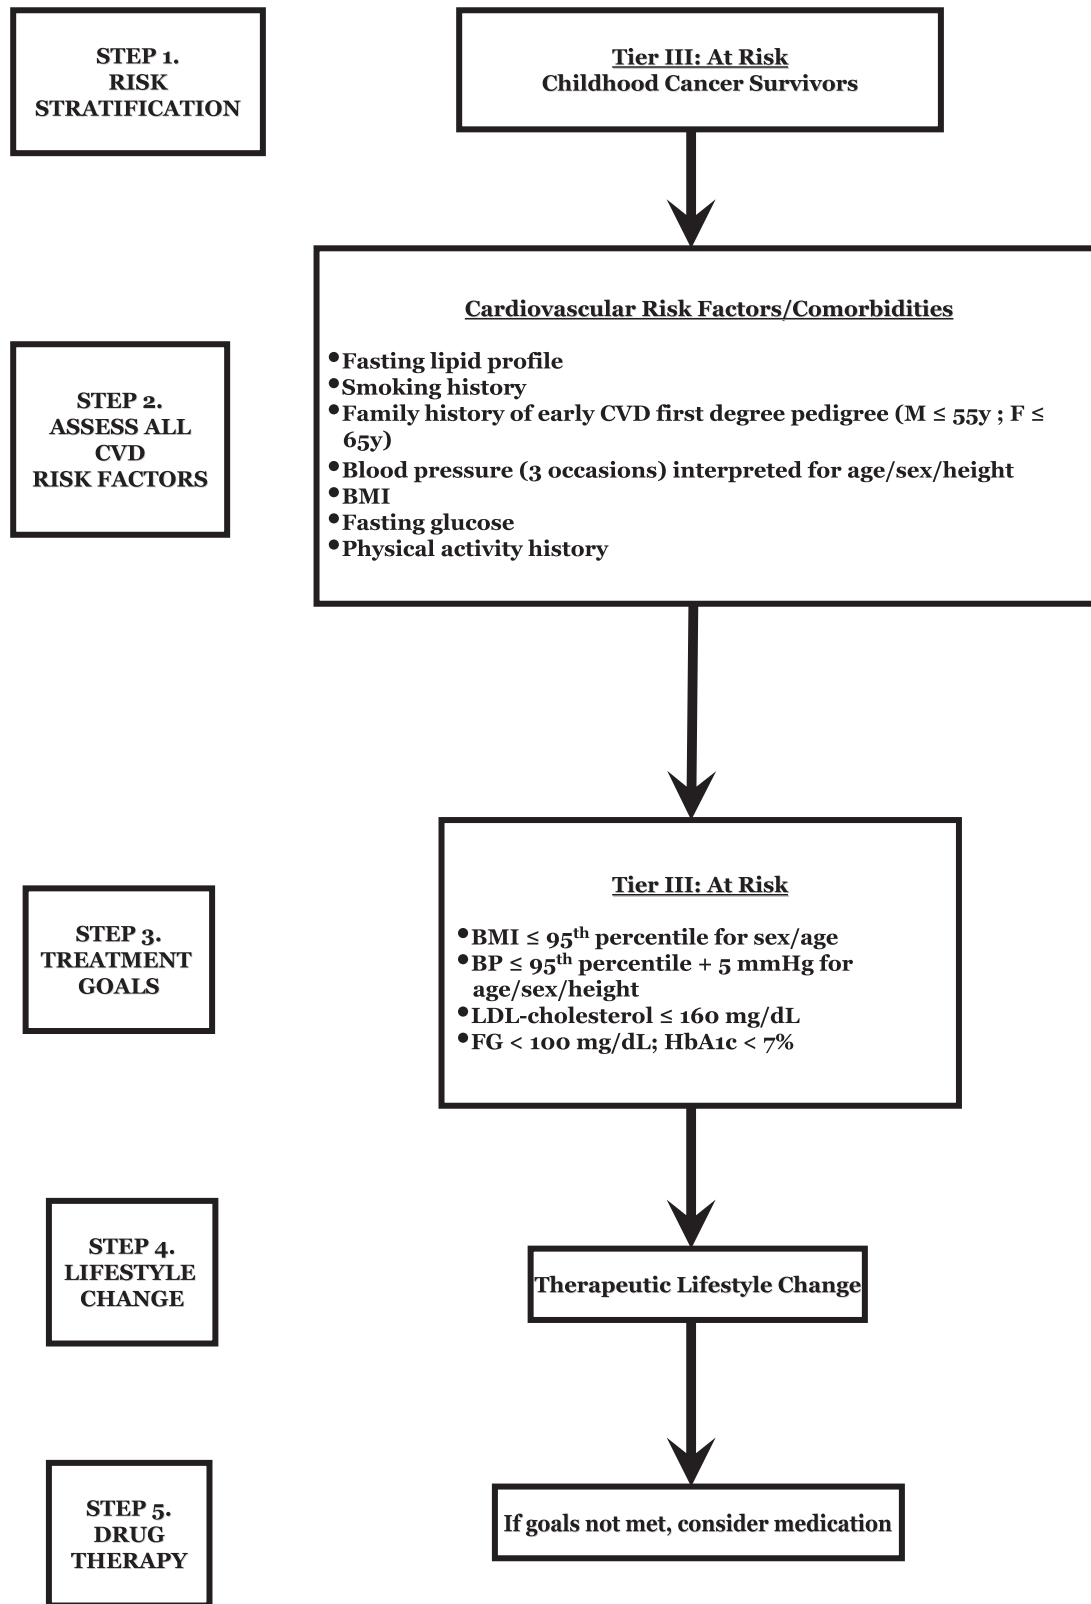 STEP 1.
RISK
STRATIFICATION
Tier III: At Risk
Childhood Cancer Survivors
STEP 2.
ASSESS ALL
CVD
RISK FACTORS
Cardiovascular Risk Factors/Comorbidities
•Fasting lipid profile
•Smoking history
•Family history of early CVD first degree pedigree (M ≤ 55y ; F ≤
65y)
•Blood pressure (3 occasions) interpreted for age/sex/height
•BMI
•Fasting glucose
•Physical activity history
STEP 3.
TREATMENT
GOALS
Tier III: At Risk
•BMI ≤ 95th percentile for sex/age
•BP ≤ 95th percentile + 5 mmHg for
age/sex/height
•LDL-cholesterol ≤ 160 mg/dL
•FG < 100 mg/dL; HbA1c < 7%
STEP 4.
LIFESTYLE
CHANGE
Therapeutic Lifestyle Change
STEP 5.
DRUG
THERAPY
If goals not met, consider medication